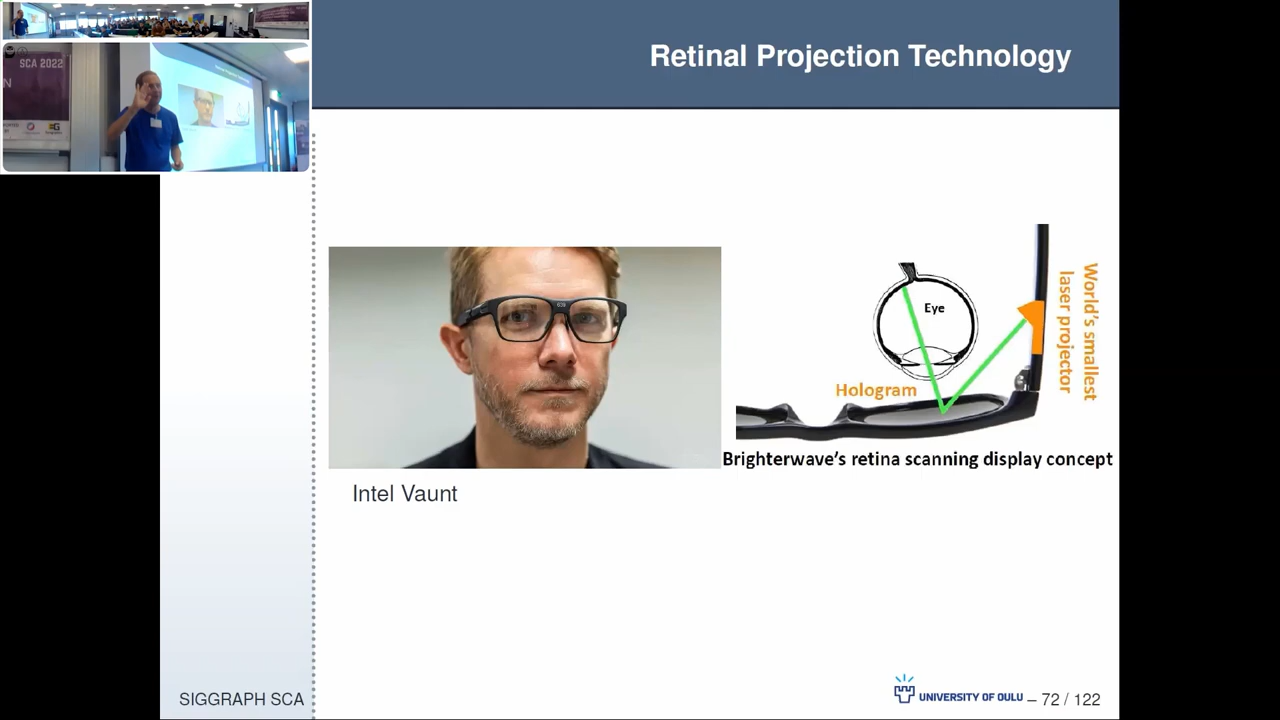 SCA 2022
N
Retinal Projection Technology
Eye
Hologram
World's smallest
laser projector
Brighterwave's retina scanning display concept
Intel Vaunt
SIGGRAPH SCA
UNIVERSITY OF OULU – 72 / 122